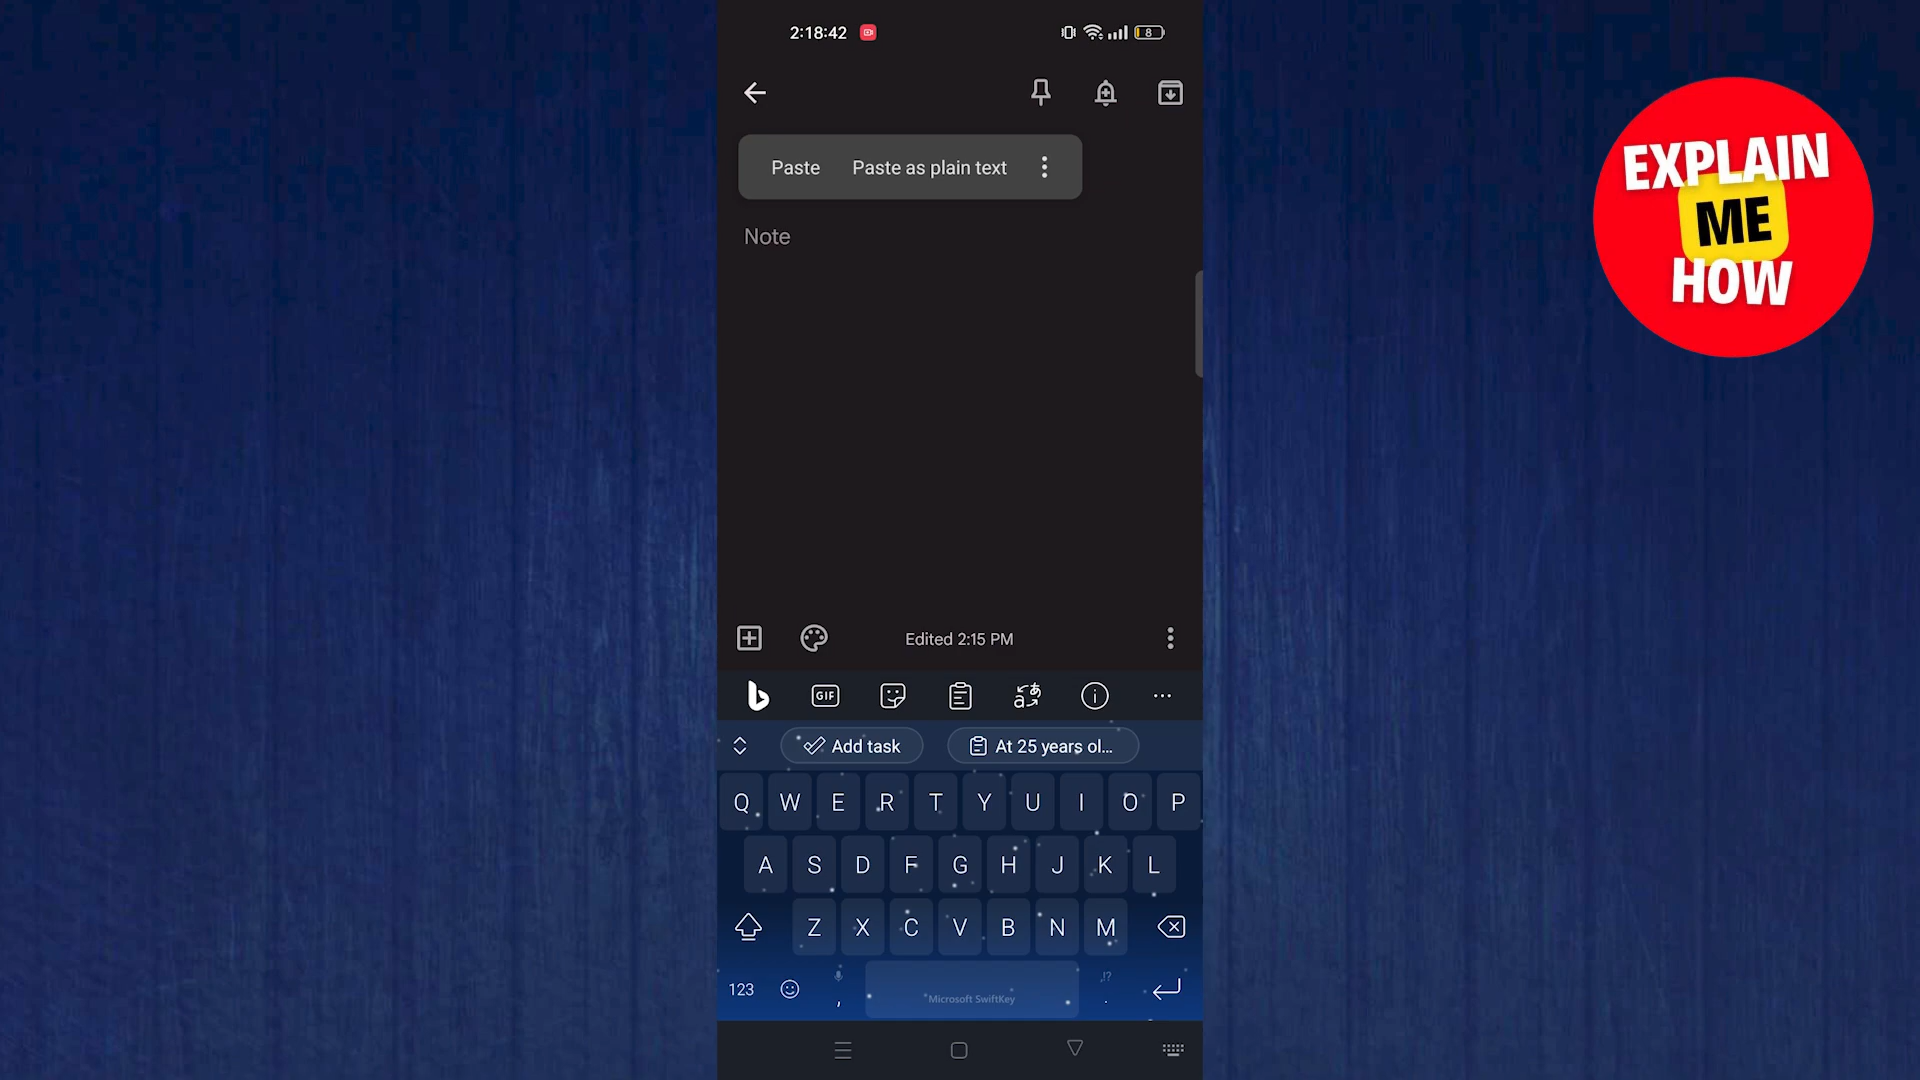 2:18:42
8
EXPLAIN
ME
HOW
Paste Paste as plain text
Note
Edited 2:15 PM
GIF
Add task At 25 years ol...
Q W E R T Y U I O P
A S D F G H J K L
Z X C V B N M
123 , Microsoft SwiftKey ,!? .